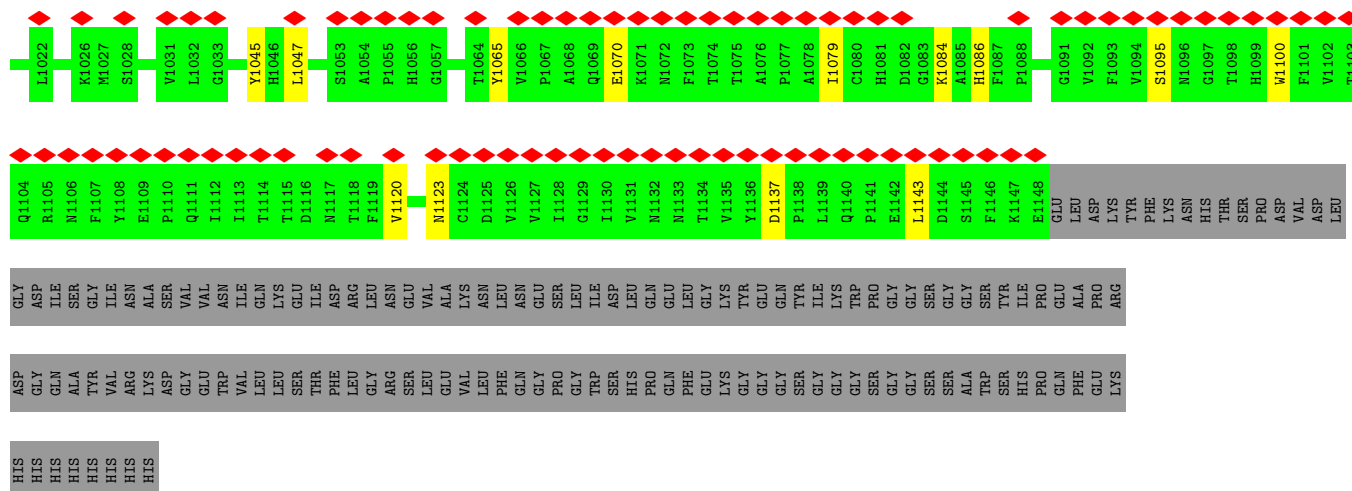 L1022 K1026 M1027 S1028 V1031 L1032 G1033 Y1045 H1046 L1047 S1053 A1054 P1055 H1056 G1057 T1064 Y1065 V1066 P1067 A1068 Q1069 E1070 K1071 N1072 F1073 T1074 T1075 A1076 P1077 A1078 I1079 C1080 H1081 D1082 G1083 K1084 A1085 H1086 F1087 P1088 G1091 V1092 F1093 V1094 S1095 N1096 G1097 T1098 H1099 W1100 F1101 V1102 T1103
Q1104 R1105 N1106 F1107 Y1108 E1109 P1110 Q1111 I1112 I1113 T1114 T1115 D1116 N1117 T1118 F1119 V1120 N1123 C1124 D1125 V1126 V1127 I1128 G1129 I1130 V1131 N1132 N1133 T1134 V1135 Y1136 D1137 P1138 L1139 Q1140 P1141 E1142 L1143 D1144 S1145 F1146 K1147 E1148 GLU LEU ASP LYS TYR PHE LYS ASN HIS THR SER PRO ASP VAL ASP LEU
GLY ASP ILE SER GLY ILE ASN ALA SER VAL VAL ASN ILE GLN LYS GLU ILE ASP ARG LEU ASN GLU VAL ALA LYS ASN LEU ASN GLU SER LEU ILE ASP LEU GLN GLU LEU GLY LYS TYR GLU GLN TYR ILE LYS TRP PRO GLY GLY SER GLY GLY SER TYR ILE PRO GLU ALA PRO ARG
ASP GLY GLN ALA TYR VAL ARG LYS ASP GLY GLU TRP VAL LEU LEU SER THR PHE LEU GLY ARG SER LEU GLU VAL LEU PHE GLN GLY PRO GLY TRP SER HIS PRO GLN PHE GLU LYS GLY GLY GLY SER GLY GLY GLY SER GLY GLY SER SER ALA TRP SER HIS PRO GLN PHE GLU LYS
HIS HIS HIS HIS HIS HIS HIS HIS